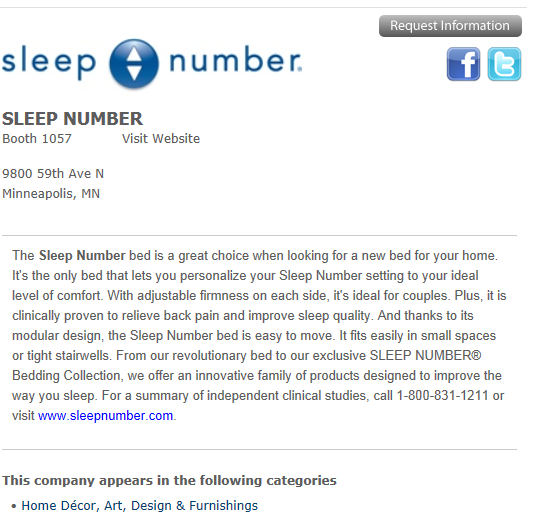 Request Information
sleep number.
SLEEP NUMBER
Booth 1057 Visit Website
9800 59th Ave N
Minneapolis, MN
The Sleep Number bed is a great choice when looking for a new bed for your home.
It's the only bed that lets you personalize your Sleep Number setting to your ideal
level of comfort. With adjustable firmness on each side, it's ideal for couples. Plus, it is
clinically proven to relieve back pain and improve sleep quality. And thanks to its
modular design, the Sleep Number bed is easy to move. It fits easily in small spaces
or tight stairwells. From our revolutionary bed to our exclusive SLEEP NUMBER®
Bedding Collection, we offer an innovative family of products designed to improve the
way you sleep. For a summary of independent clinical studies, call 1-800-831-1211 or
visit www.sleepnumber.com.
This company appears in the following categories
• Home Décor, Art, Design & Furnishings